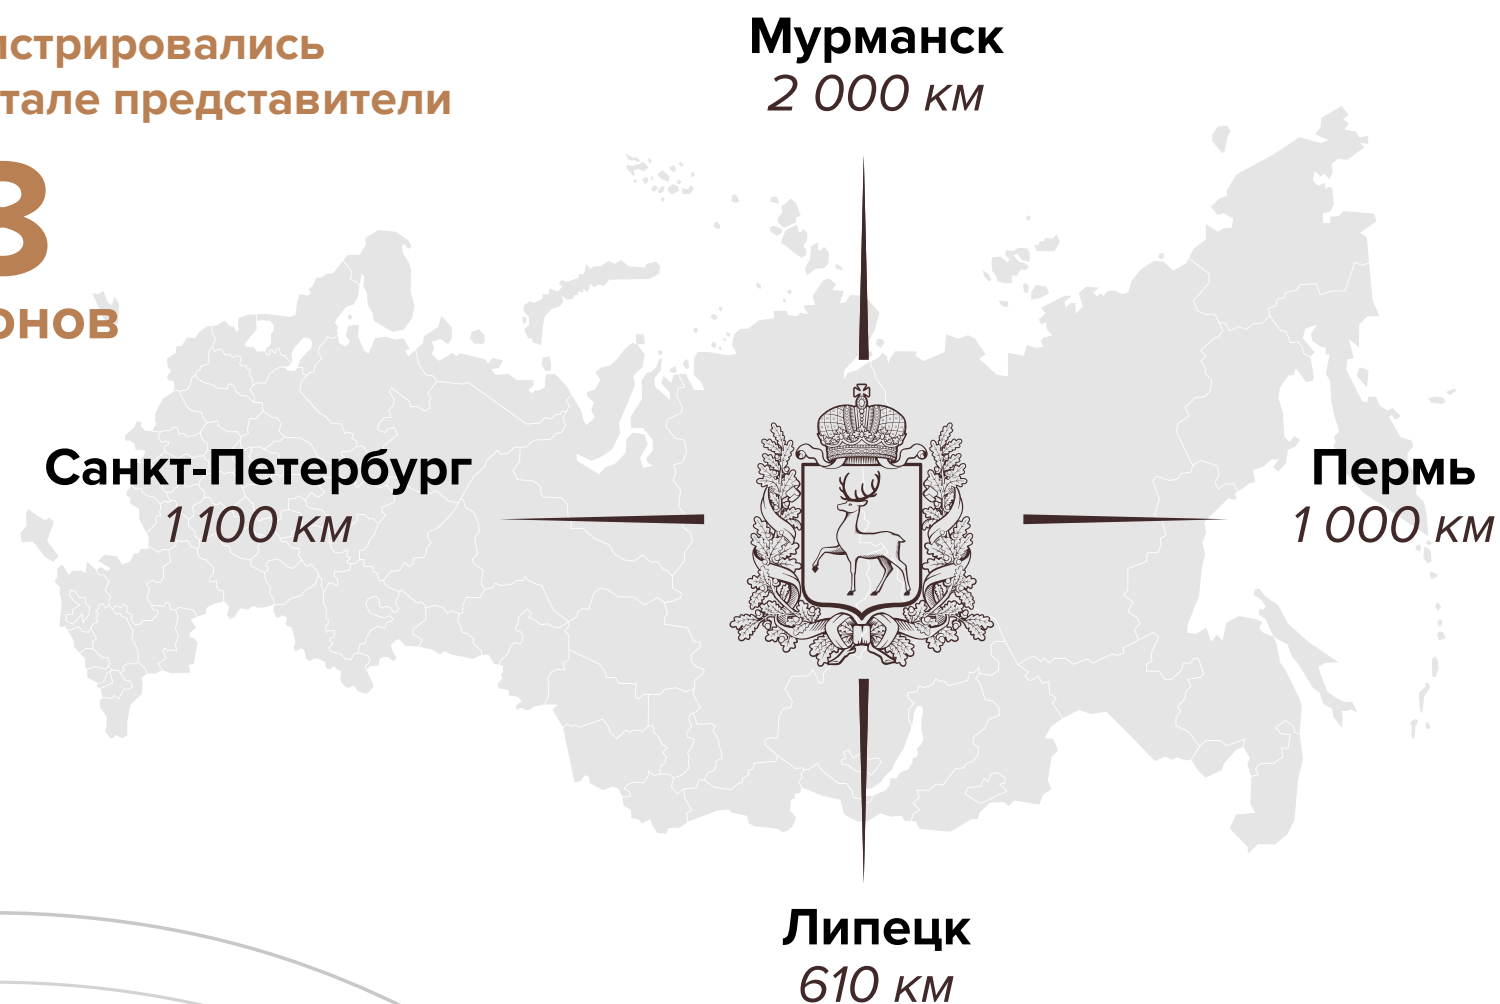 истрировались
тале представители
3
онов
Мурманск
2 000 км
Санкт-Петербург
1 100 км
Пермь
1 000 км
Липецк
610 км